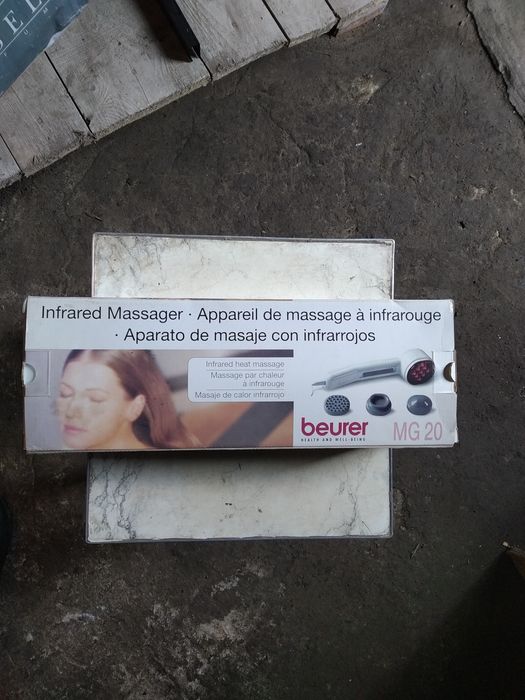 Infrared Massager · Appareil de massage à infrarouge
· Aparato de masaje con infrarrojos
Infrared heat massage
Massage par chaleur
à infrarouge
Masaje de calor infrarrojo
beurer
HEALTH AND WELL-BEING
MG 20